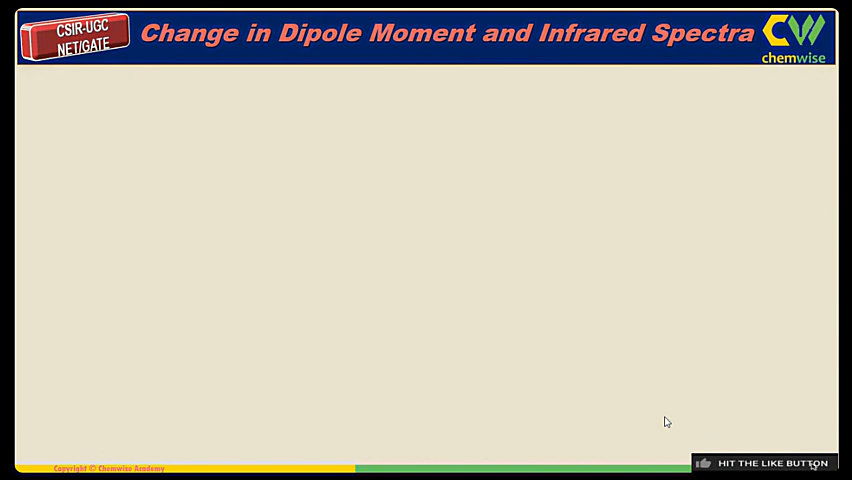 CSIR-UGC
NET/GATE
Change in Dipole Moment and Infrared Spectra
CW
chemwise
Copyright © Chemwise Academy
HIT THE LIKE BUTTON